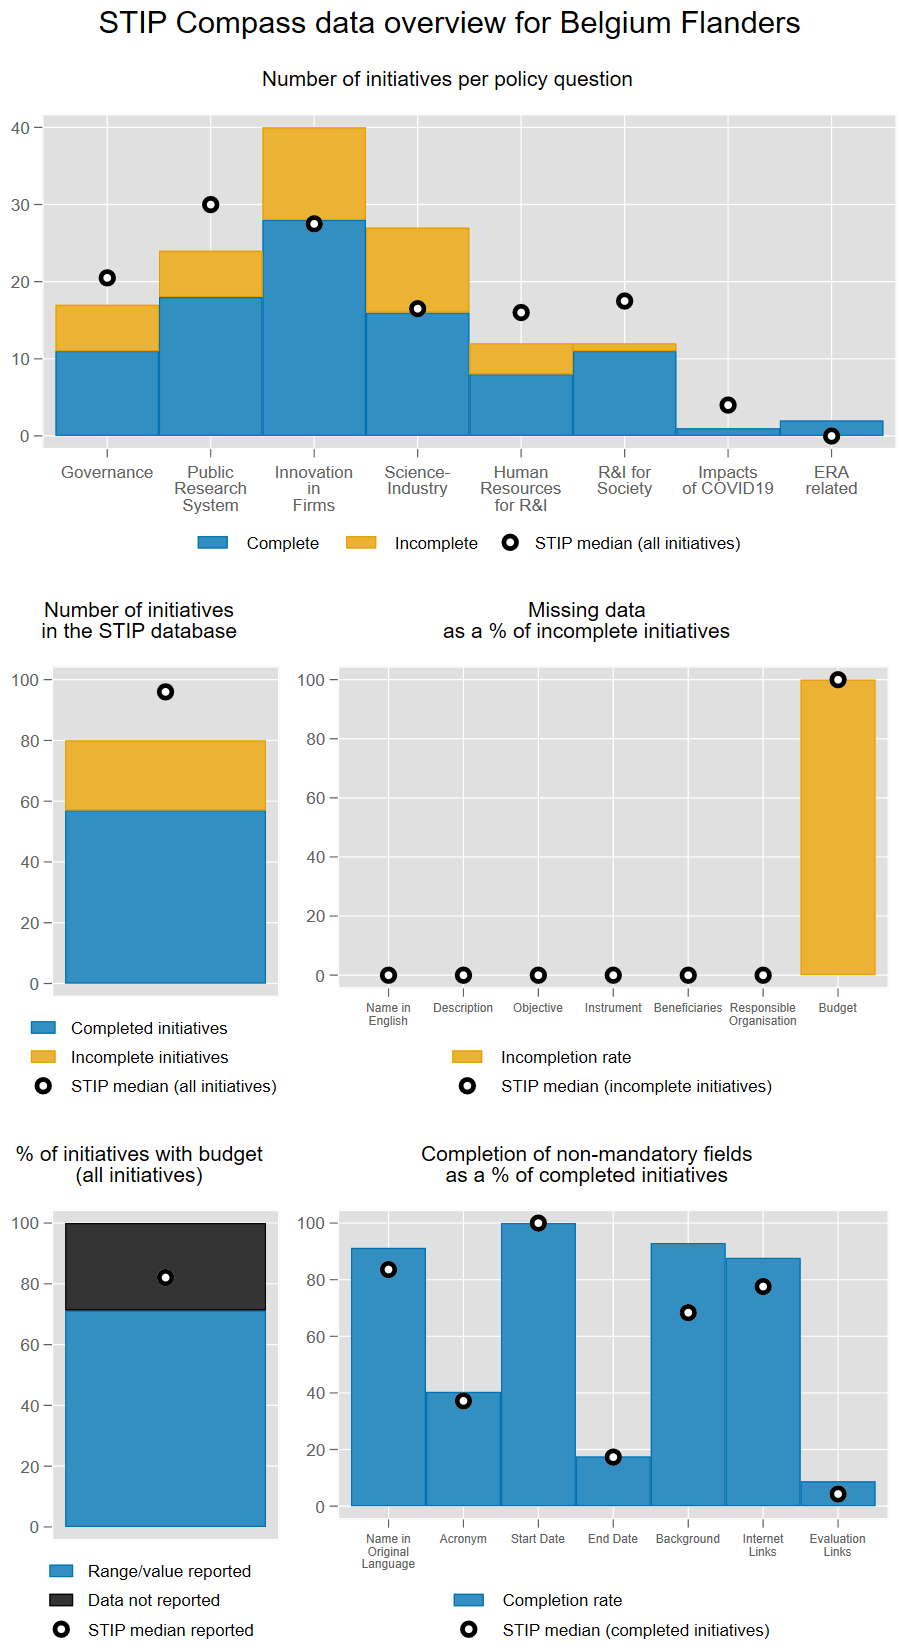 STIP Compass data overview for Belgium Flanders
Number of initiatives per policy question
40
30
20
10
0
Governance
Public
Research
System
Innovation
in
Firms
Science-
Industry
Human
Resources
for R&I
R&I for
Society
Impacts
of COVID19
ERA
related
Complete
Incomplete
STIP median (all initiatives)
Number of initiatives
in the STIP database
100
80
60
40
20
0
Completed initiatives
Incomplete initiatives
STIP median (all initiatives)
Missing data
as a % of incomplete initiatives
100
80
60
40
20
0
Name in
English
Description
Objective
Instrument
Beneficiaries
Responsible
Organisation
Budget
Incompletion rate
STIP median (incomplete initiatives)
% of initiatives with budget
(all initiatives)
100
80
60
40
20
0
Range/value reported
Data not reported
STIP median reported
Completion of non-mandatory fields
as a % of completed initiatives
100
80
60
40
20
0
Name in
Original
Language
Acronym
Start Date
End Date
Background
Internet
Links
Evaluation
Links
Completion rate
STIP median (completed initiatives)